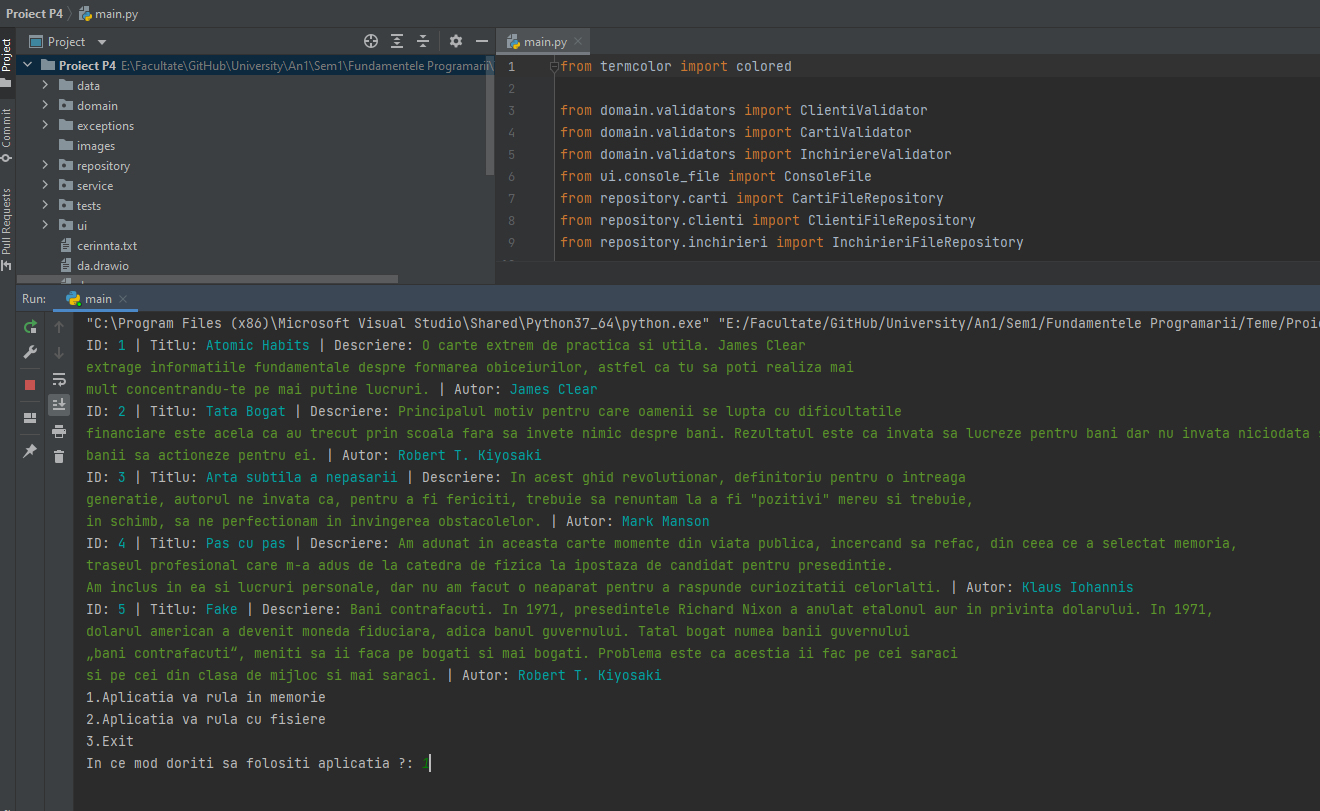 Proiect P4 main.py
Project
main.py
Project
Commit
Pull Requests
Proiect P4 E:\Facultate\GitHub\University\An1\Sem1\Fundamentele Programarii\
data
domain
exceptions
images
repository
service
tests
ui
cerinnta.txt
da.drawio
1 from termcolor import colored
2
3 from domain.validators import ClientiValidator
4 from domain.validators import CartiValidator
5 from domain.validators import InchiriereValidator
6 from ui.console_file import ConsoleFile
7 from repository.carti import CartiFileRepository
8 from repository.clienti import ClientiFileRepository
9 from repository.inchirieri import InchirieriFileRepository
Run: main
"C:\Program Files (x86)\Microsoft Visual Studio\Shared\Python37_64\python.exe" "E:/Facultate/GitHub/University/An1/Sem1/Fundamentele Programarii/Teme/Proie
ID: 1 | Titlu: Atomic Habits | Descriere: O carte extrem de practica si utila. James Clear
extrage informatiile fundamentale despre formarea obiceiurilor, astfel ca tu sa poti realiza mai
mult concentrandu-te pe mai putine lucruri. | Autor: James Clear
ID: 2 | Titlu: Tata Bogat | Descriere: Principalul motiv pentru care oamenii se lupta cu dificultatile
financiare este acela ca au trecut prin scoala fara sa invete nimic despre bani. Rezultatul este ca invata sa lucreze pentru bani dar nu invata niciodata s
banii sa actioneze pentru ei. | Autor: Robert T. Kiyosaki
ID: 3 | Titlu: Arta subtila a nepasarii | Descriere: In acest ghid revolutionar, definitoriu pentru o intreaga
generatie, autorul ne invata ca, pentru a fi fericiti, trebuie sa renuntam la a fi "pozitivi" mereu si trebuie,
in schimb, sa ne perfectionam in invingerea obstacolelor. | Autor: Mark Manson
ID: 4 | Titlu: Pas cu pas | Descriere: Am adunat in aceasta carte momente din viata publica, incercand sa refac, din ceea ce a selectat memoria,
traseul profesional care m-a adus de la catedra de fizica la ipostaza de candidat pentru presedintie.
Am inclus in ea si lucruri personale, dar nu am facut o neaparat pentru a raspunde curiozitatii celorlalti. | Autor: Klaus Iohannis
ID: 5 | Titlu: Fake | Descriere: Bani contrafacuti. In 1971, presedintele Richard Nixon a anulat etalonul aur in privinta dolarului. In 1971,
dolarul american a devenit moneda fiduciara, adica banul guvernului. Tatal bogat numea banii guvernului
„bani contrafacuti“, meniti sa ii faca pe bogati si mai bogati. Problema este ca acestia ii fac pe cei saraci
si pe cei din clasa de mijloc si mai saraci. | Autor: Robert T. Kiyosaki
1.Aplicatia va rula in memorie
2.Aplicatia va rula cu fisiere
3.Exit
In ce mod doriti sa folositi aplicatia ?: 1